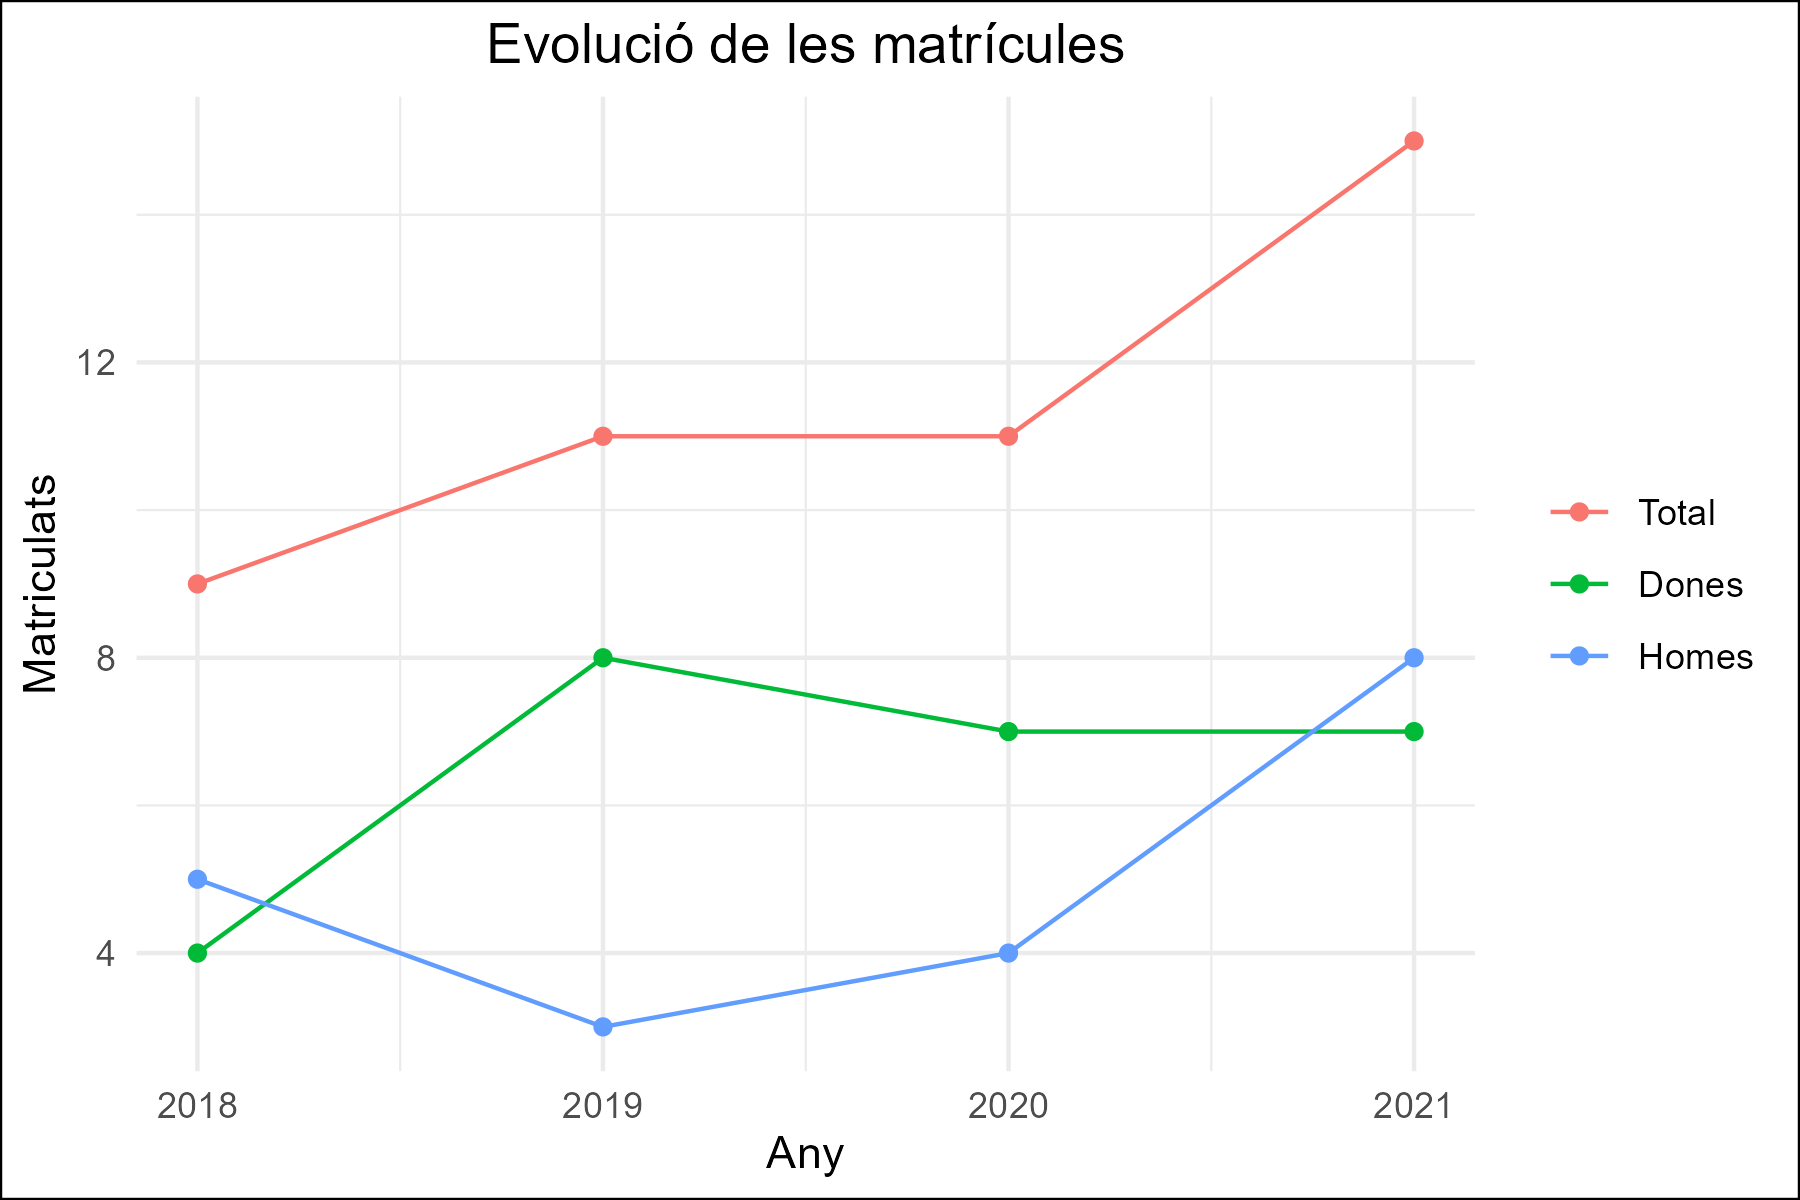 Evolució de les matrícules
Matriculats
12
8
4
2018
2019
2020
2021
Any
Total
Dones
Homes